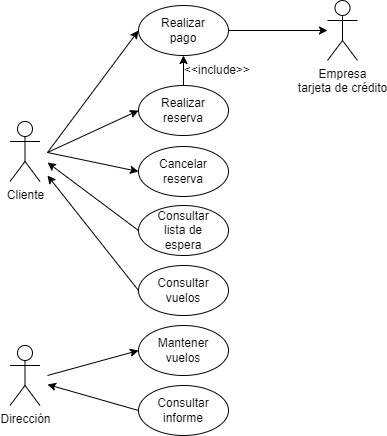 Realizar
pago
Empresa
tarjeta de crédito
<<include>>
Realizar
reserva
Cliente
Cancelar
reserva
Consultar
lista de
espera
Consultar
vuelos
Mantener
vuelos
Dirección
Consultar
informe